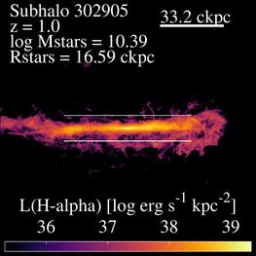 Subhalo 302905
33.2 ckpc
z = 1.0
log Mstars = 10.39
Rstars = 16.59 ckpc
L(H-alpha) [log erg s⁻¹ kpc⁻²]
36 37 38 39